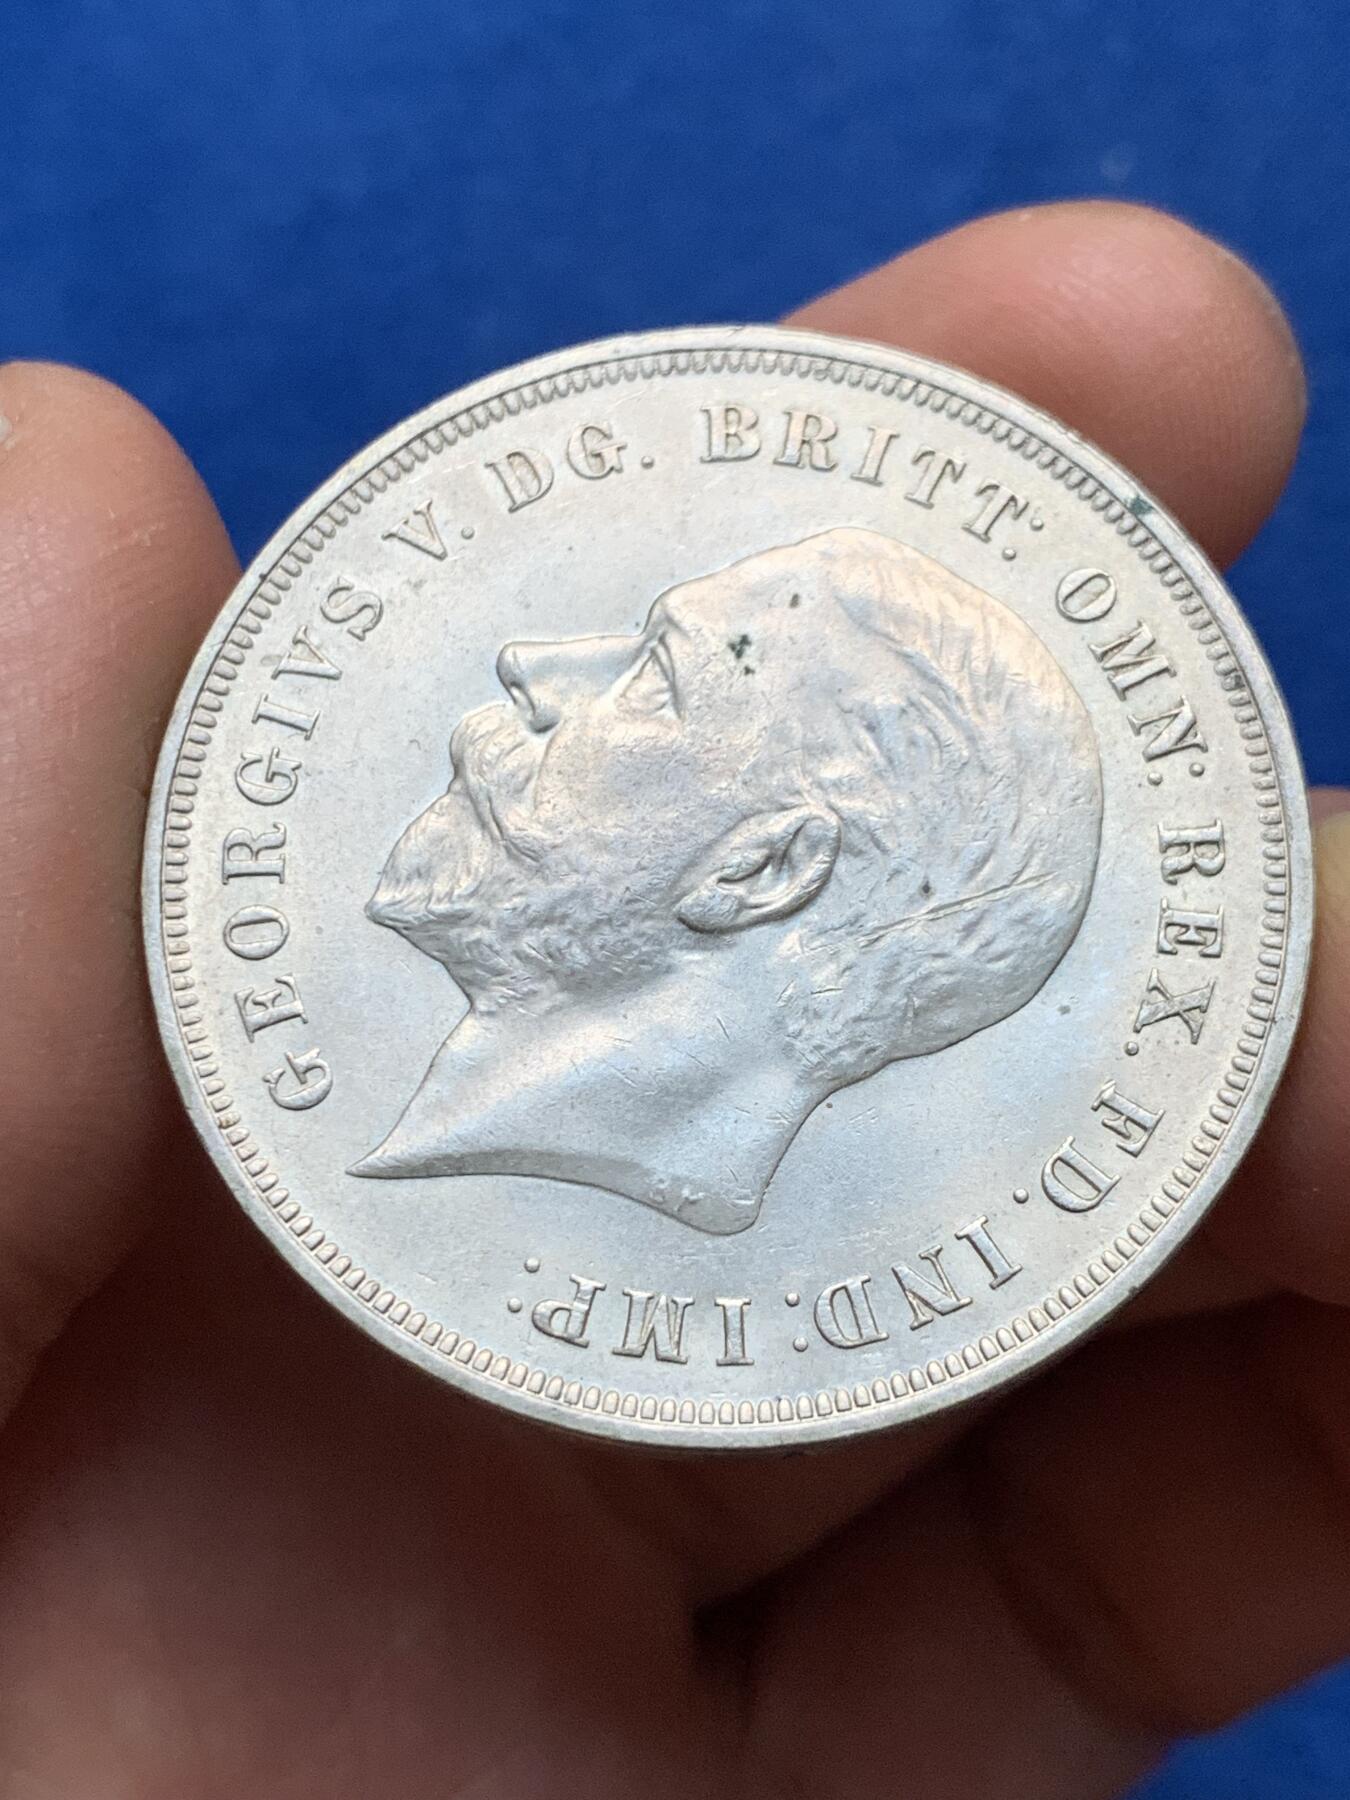 GEORGIVS V. DG. BRITT: OMN: REX. FD. IND: IMP: